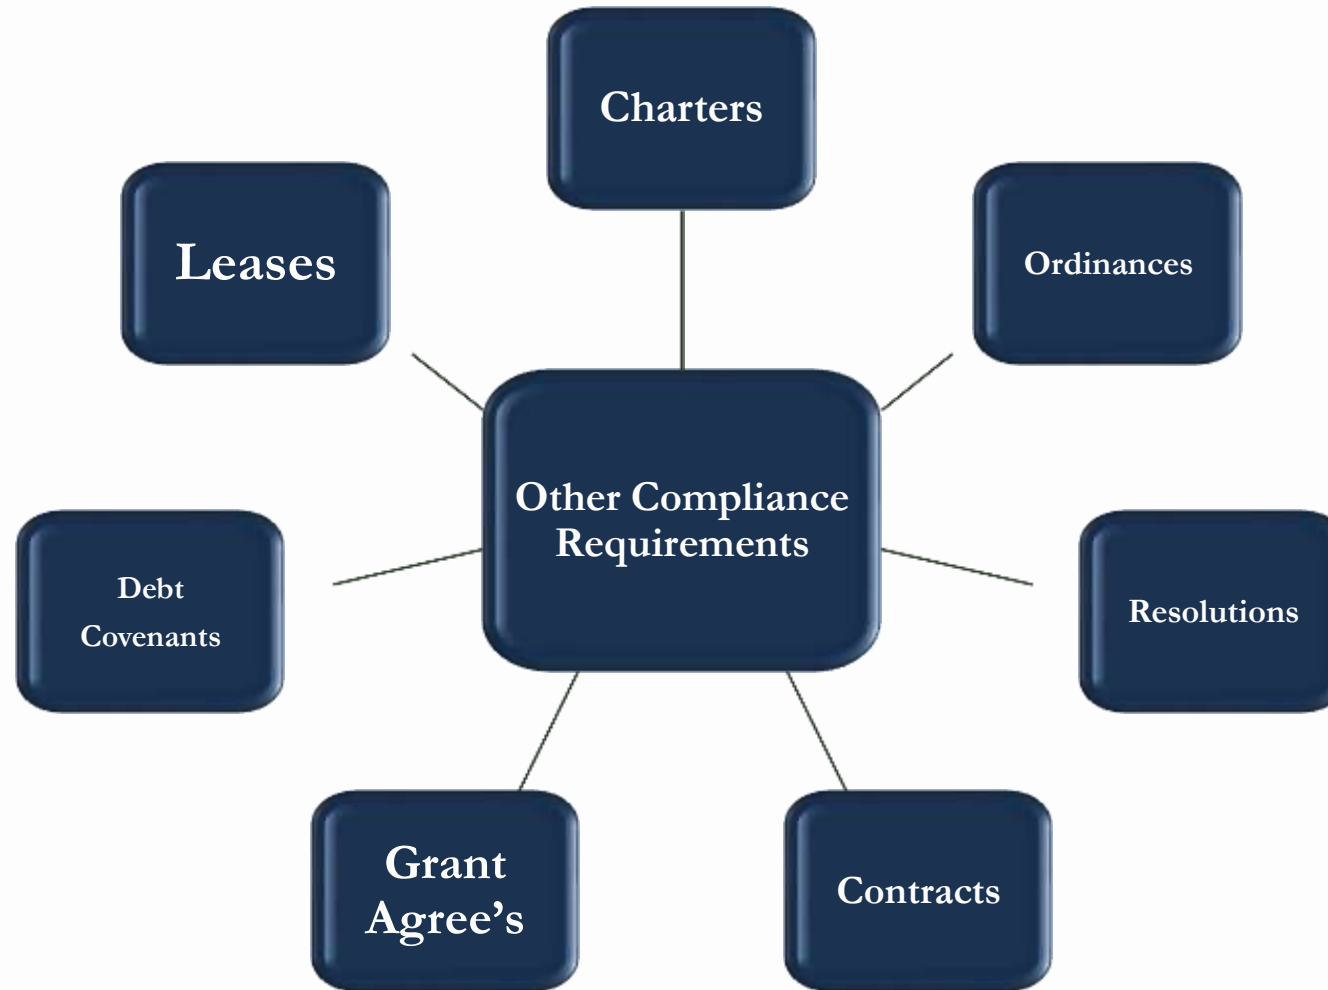 Charters
Leases
Ordinances
Other Compliance
Requirements
Debt
Covenants
Resolutions
Grant
Agree’s
Contracts